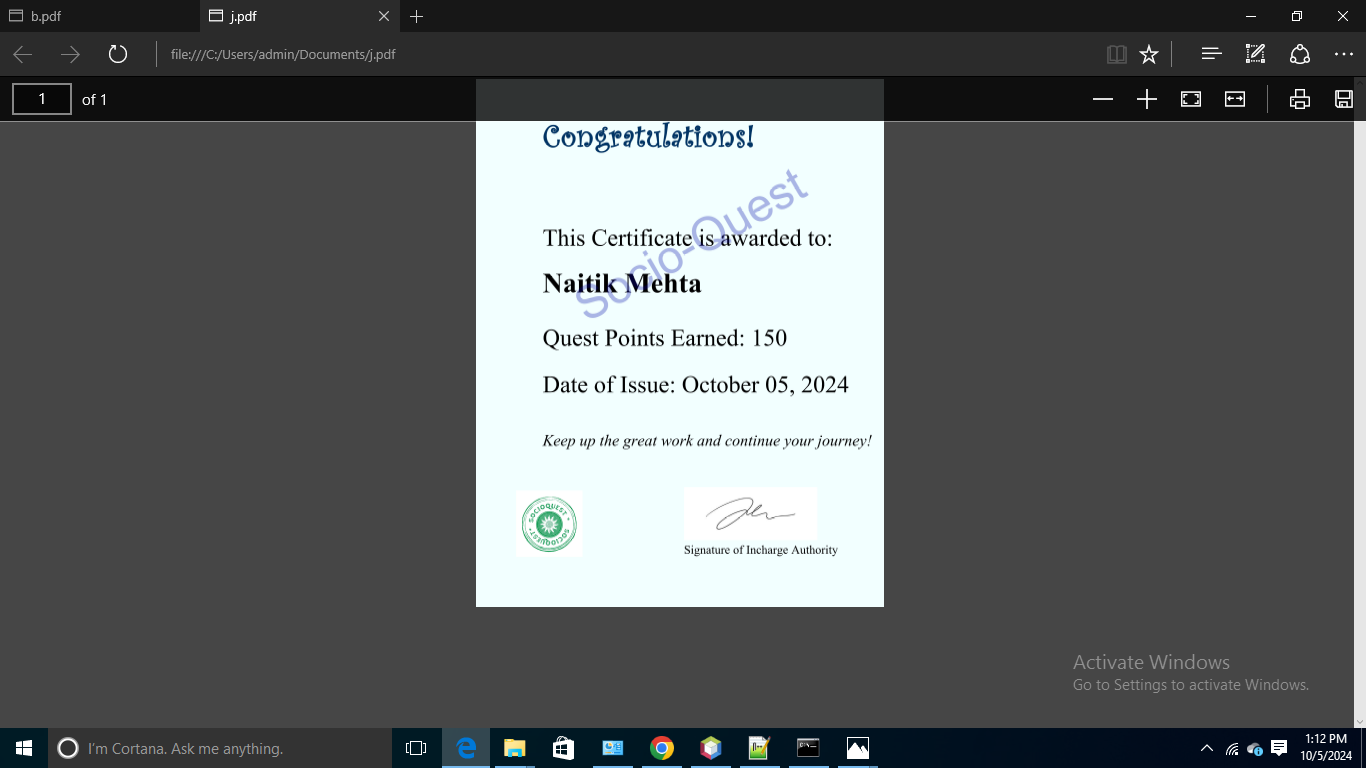 b.pdf
j.pdf
file:///C:/Users/admin/Documents/j.pdf
1 of 1
Congratulations!
Socio-Quest
This Certificate is awarded to:
Naitik Mehta
Quest Points Earned: 150
Date of Issue: October 05, 2024
Keep up the great work and continue your journey!
SOCIOQUEST
SOCIOQUEST
Signature of Incharge Authority
Activate Windows
Go to Settings to activate Windows.
I'm Cortana. Ask me anything.
1:12 PM
10/5/2024